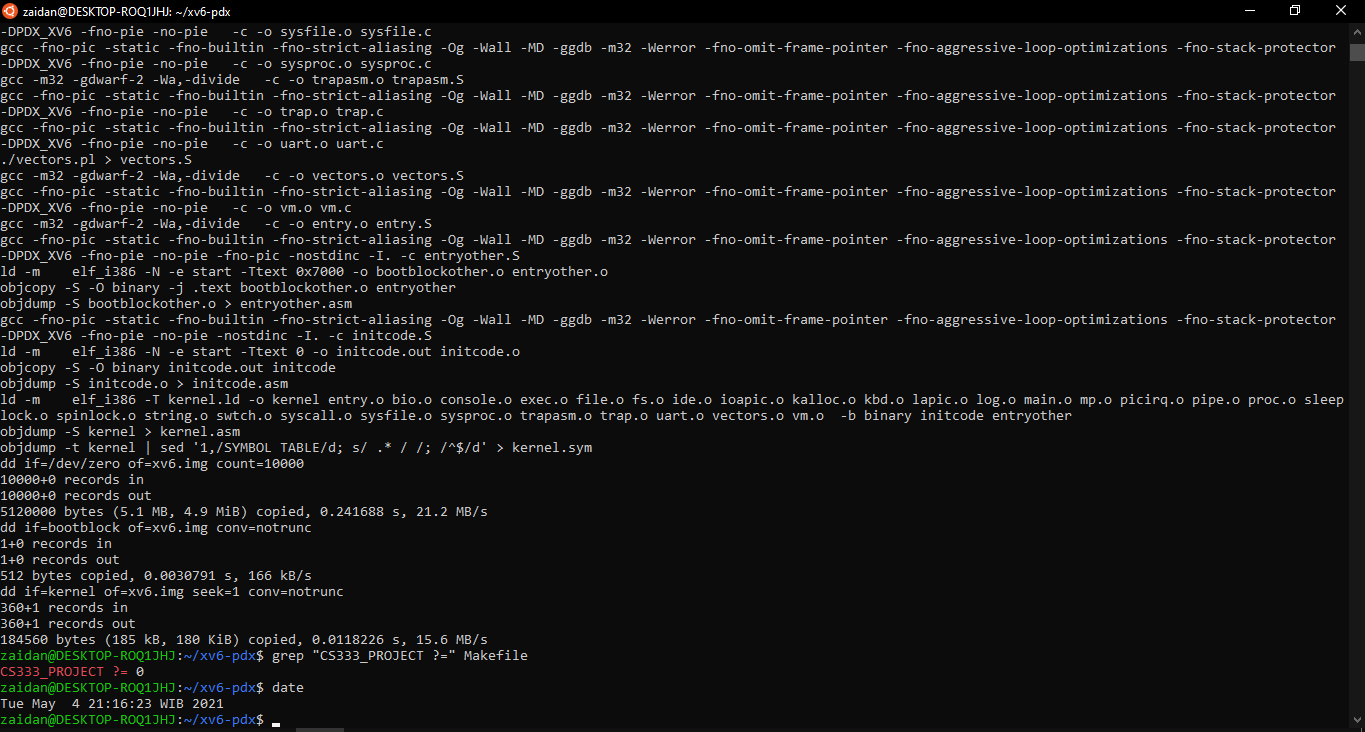 zaidan@DESKTOP-ROQ1JHJ: ~/xv6-pdx
-DPDX_XV6 -fno-pie -no-pie   -c -o sysfile.o sysfile.c
gcc -fno-pic -static -fno-builtin -fno-strict-aliasing -Og -Wall -MD -ggdb -m32 -Werror -fno-omit-frame-pointer -fno-aggressive-loop-optimizations -fno-stack-protector
-DPDX_XV6 -fno-pie -no-pie   -c -o sysproc.o sysproc.c
gcc -m32 -gdwarf-2 -Wa,-divide   -c -o trapasm.o trapasm.S
gcc -fno-pic -static -fno-builtin -fno-strict-aliasing -Og -Wall -MD -ggdb -m32 -Werror -fno-omit-frame-pointer -fno-aggressive-loop-optimizations -fno-stack-protector
-DPDX_XV6 -fno-pie -no-pie   -c -o trap.o trap.c
gcc -fno-pic -static -fno-builtin -fno-strict-aliasing -Og -Wall -MD -ggdb -m32 -Werror -fno-omit-frame-pointer -fno-aggressive-loop-optimizations -fno-stack-protector
-DPDX_XV6 -fno-pie -no-pie   -c -o uart.o uart.c
./vectors.pl > vectors.S
gcc -m32 -gdwarf-2 -Wa,-divide   -c -o vectors.o vectors.S
gcc -fno-pic -static -fno-builtin -fno-strict-aliasing -Og -Wall -MD -ggdb -m32 -Werror -fno-omit-frame-pointer -fno-aggressive-loop-optimizations -fno-stack-protector
-DPDX_XV6 -fno-pie -no-pie   -c -o vm.o vm.c
gcc -m32 -gdwarf-2 -Wa,-divide   -c -o entry.o entry.S
gcc -fno-pic -static -fno-builtin -fno-strict-aliasing -Og -Wall -MD -ggdb -m32 -Werror -fno-omit-frame-pointer -fno-aggressive-loop-optimizations -fno-stack-protector
-DPDX_XV6 -fno-pie -no-pie -fno-pic -nostdinc -I. -c entryother.S
ld -m    elf_i386 -N -e start -Ttext 0x7000 -o bootblockother.o entryother.o
objcopy -S -O binary -j .text bootblockother.o entryother
objdump -S bootblockother.o > entryother.asm
gcc -fno-pic -static -fno-builtin -fno-strict-aliasing -Og -Wall -MD -ggdb -m32 -Werror -fno-omit-frame-pointer -fno-aggressive-loop-optimizations -fno-stack-protector
-DPDX_XV6 -fno-pie -no-pie -nostdinc -I. -c initcode.S
ld -m    elf_i386 -N -e start -Ttext 0 -o initcode.out initcode.o
objcopy -S -O binary initcode.out initcode
objdump -S initcode.o > initcode.asm
ld -m    elf_i386 -T kernel.ld -o kernel entry.o bio.o console.o exec.o file.o fs.o ide.o ioapic.o kalloc.o kbd.o lapic.o log.o main.o mp.o picirq.o pipe.o proc.o sleep
lock.o spinlock.o string.o swtch.o syscall.o sysfile.o sysproc.o trapasm.o trap.o uart.o vectors.o vm.o  -b binary initcode entryother
objdump -S kernel > kernel.asm
objdump -t kernel | sed '1,/SYMBOL TABLE/d; s/ .* / /; /^$/d' > kernel.sym
dd if=/dev/zero of=xv6.img count=10000
10000+0 records in
10000+0 records out
5120000 bytes (5.1 MB, 4.9 MiB) copied, 0.241688 s, 21.2 MB/s
dd if=bootblock of=xv6.img conv=notrunc
1+0 records in
1+0 records out
512 bytes copied, 0.0030791 s, 166 kB/s
dd if=kernel of=xv6.img seek=1 conv=notrunc
360+1 records in
360+1 records out
184560 bytes (185 kB, 180 KiB) copied, 0.0118226 s, 15.6 MB/s
zaidan@DESKTOP-ROQ1JHJ:~/xv6-pdx$ grep "CS333_PROJECT ?=" Makefile
CS333_PROJECT ?= 0
zaidan@DESKTOP-ROQ1JHJ:~/xv6-pdx$ date
Tue May  4 21:16:23 WIB 2021
zaidan@DESKTOP-ROQ1JHJ:~/xv6-pdx$